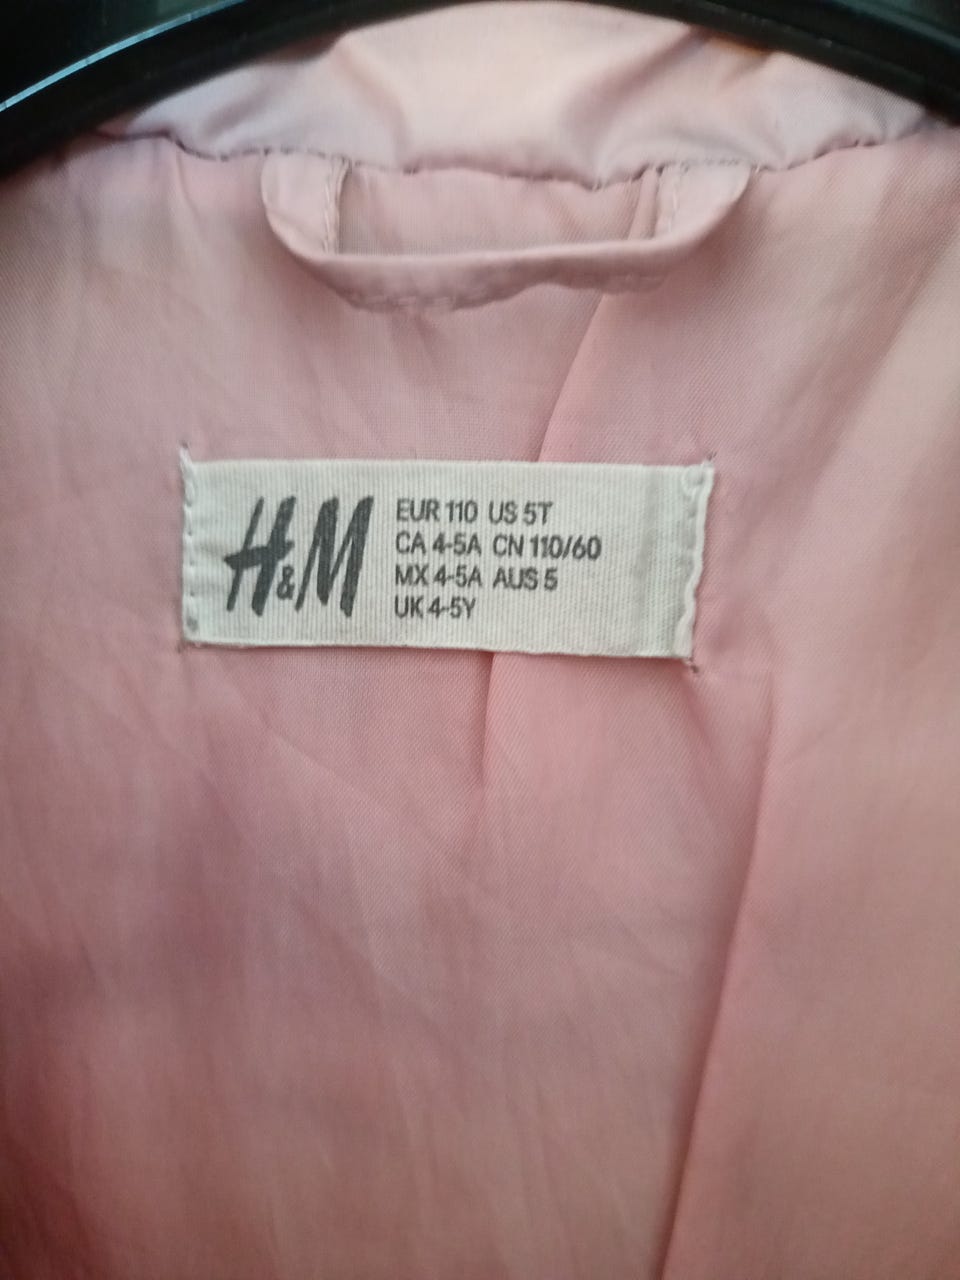 H&M
EUR 110 US 5T
CA 4-5A CN 110/60
MX 4-5A AUS 5
UK 4-5Y